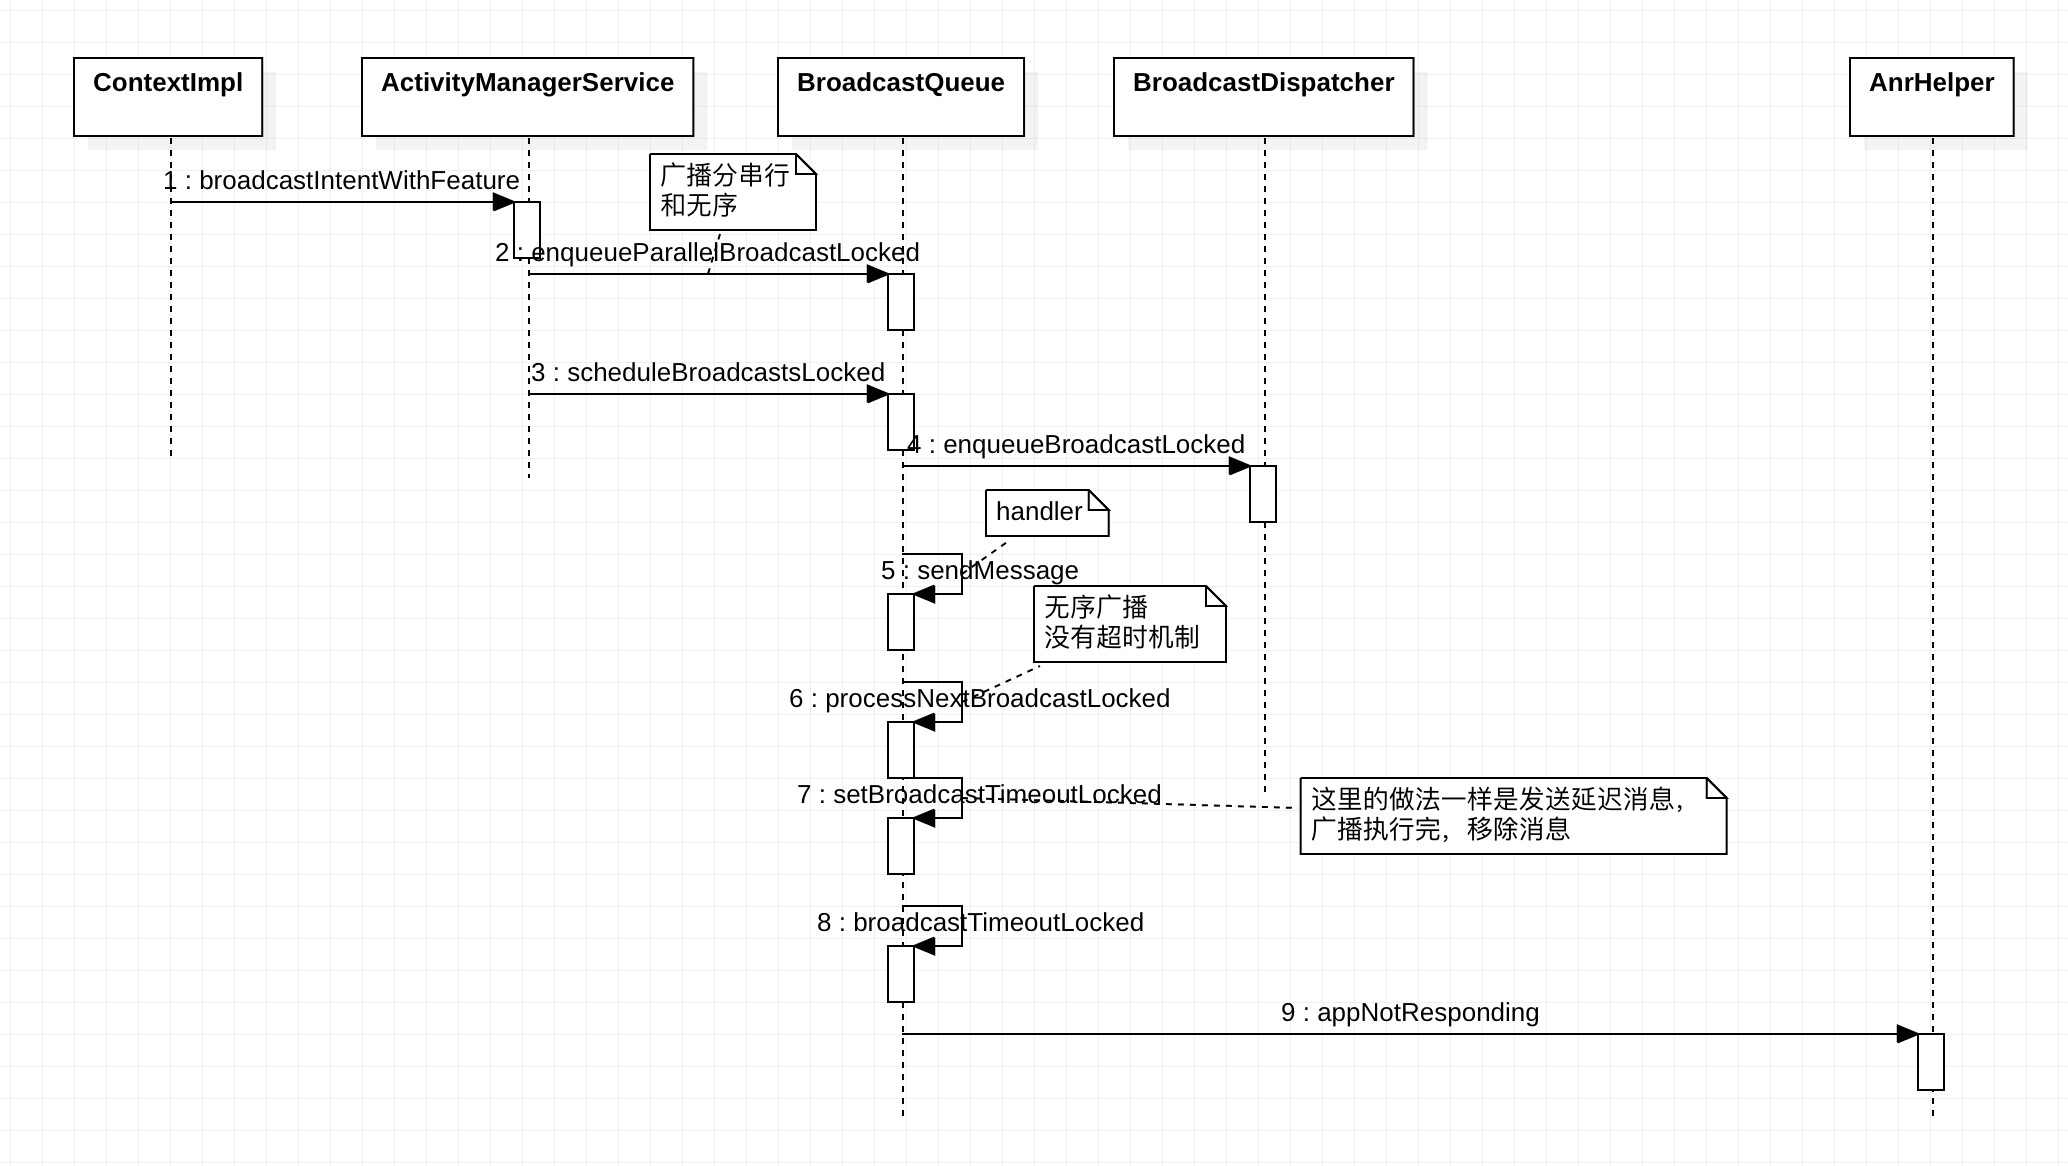 ContextImpl
ActivityManagerService
BroadcastQueue
BroadcastDispatcher
AnrHelper
1 : broadcastIntentWithFeature
广播分串行
和无序
2 : enqueueParallelBroadcastLocked
3 : scheduleBroadcastsLocked
4 : enqueueBroadcastLocked
handler
5 : sendMessage
无序广播
没有超时机制
6 : processNextBroadcastLocked
7 : setBroadcastTimeoutLocked
这里的做法一样是发送延迟消息，
广播执行完，移除消息
8 : broadcastTimeoutLocked
9 : appNotResponding